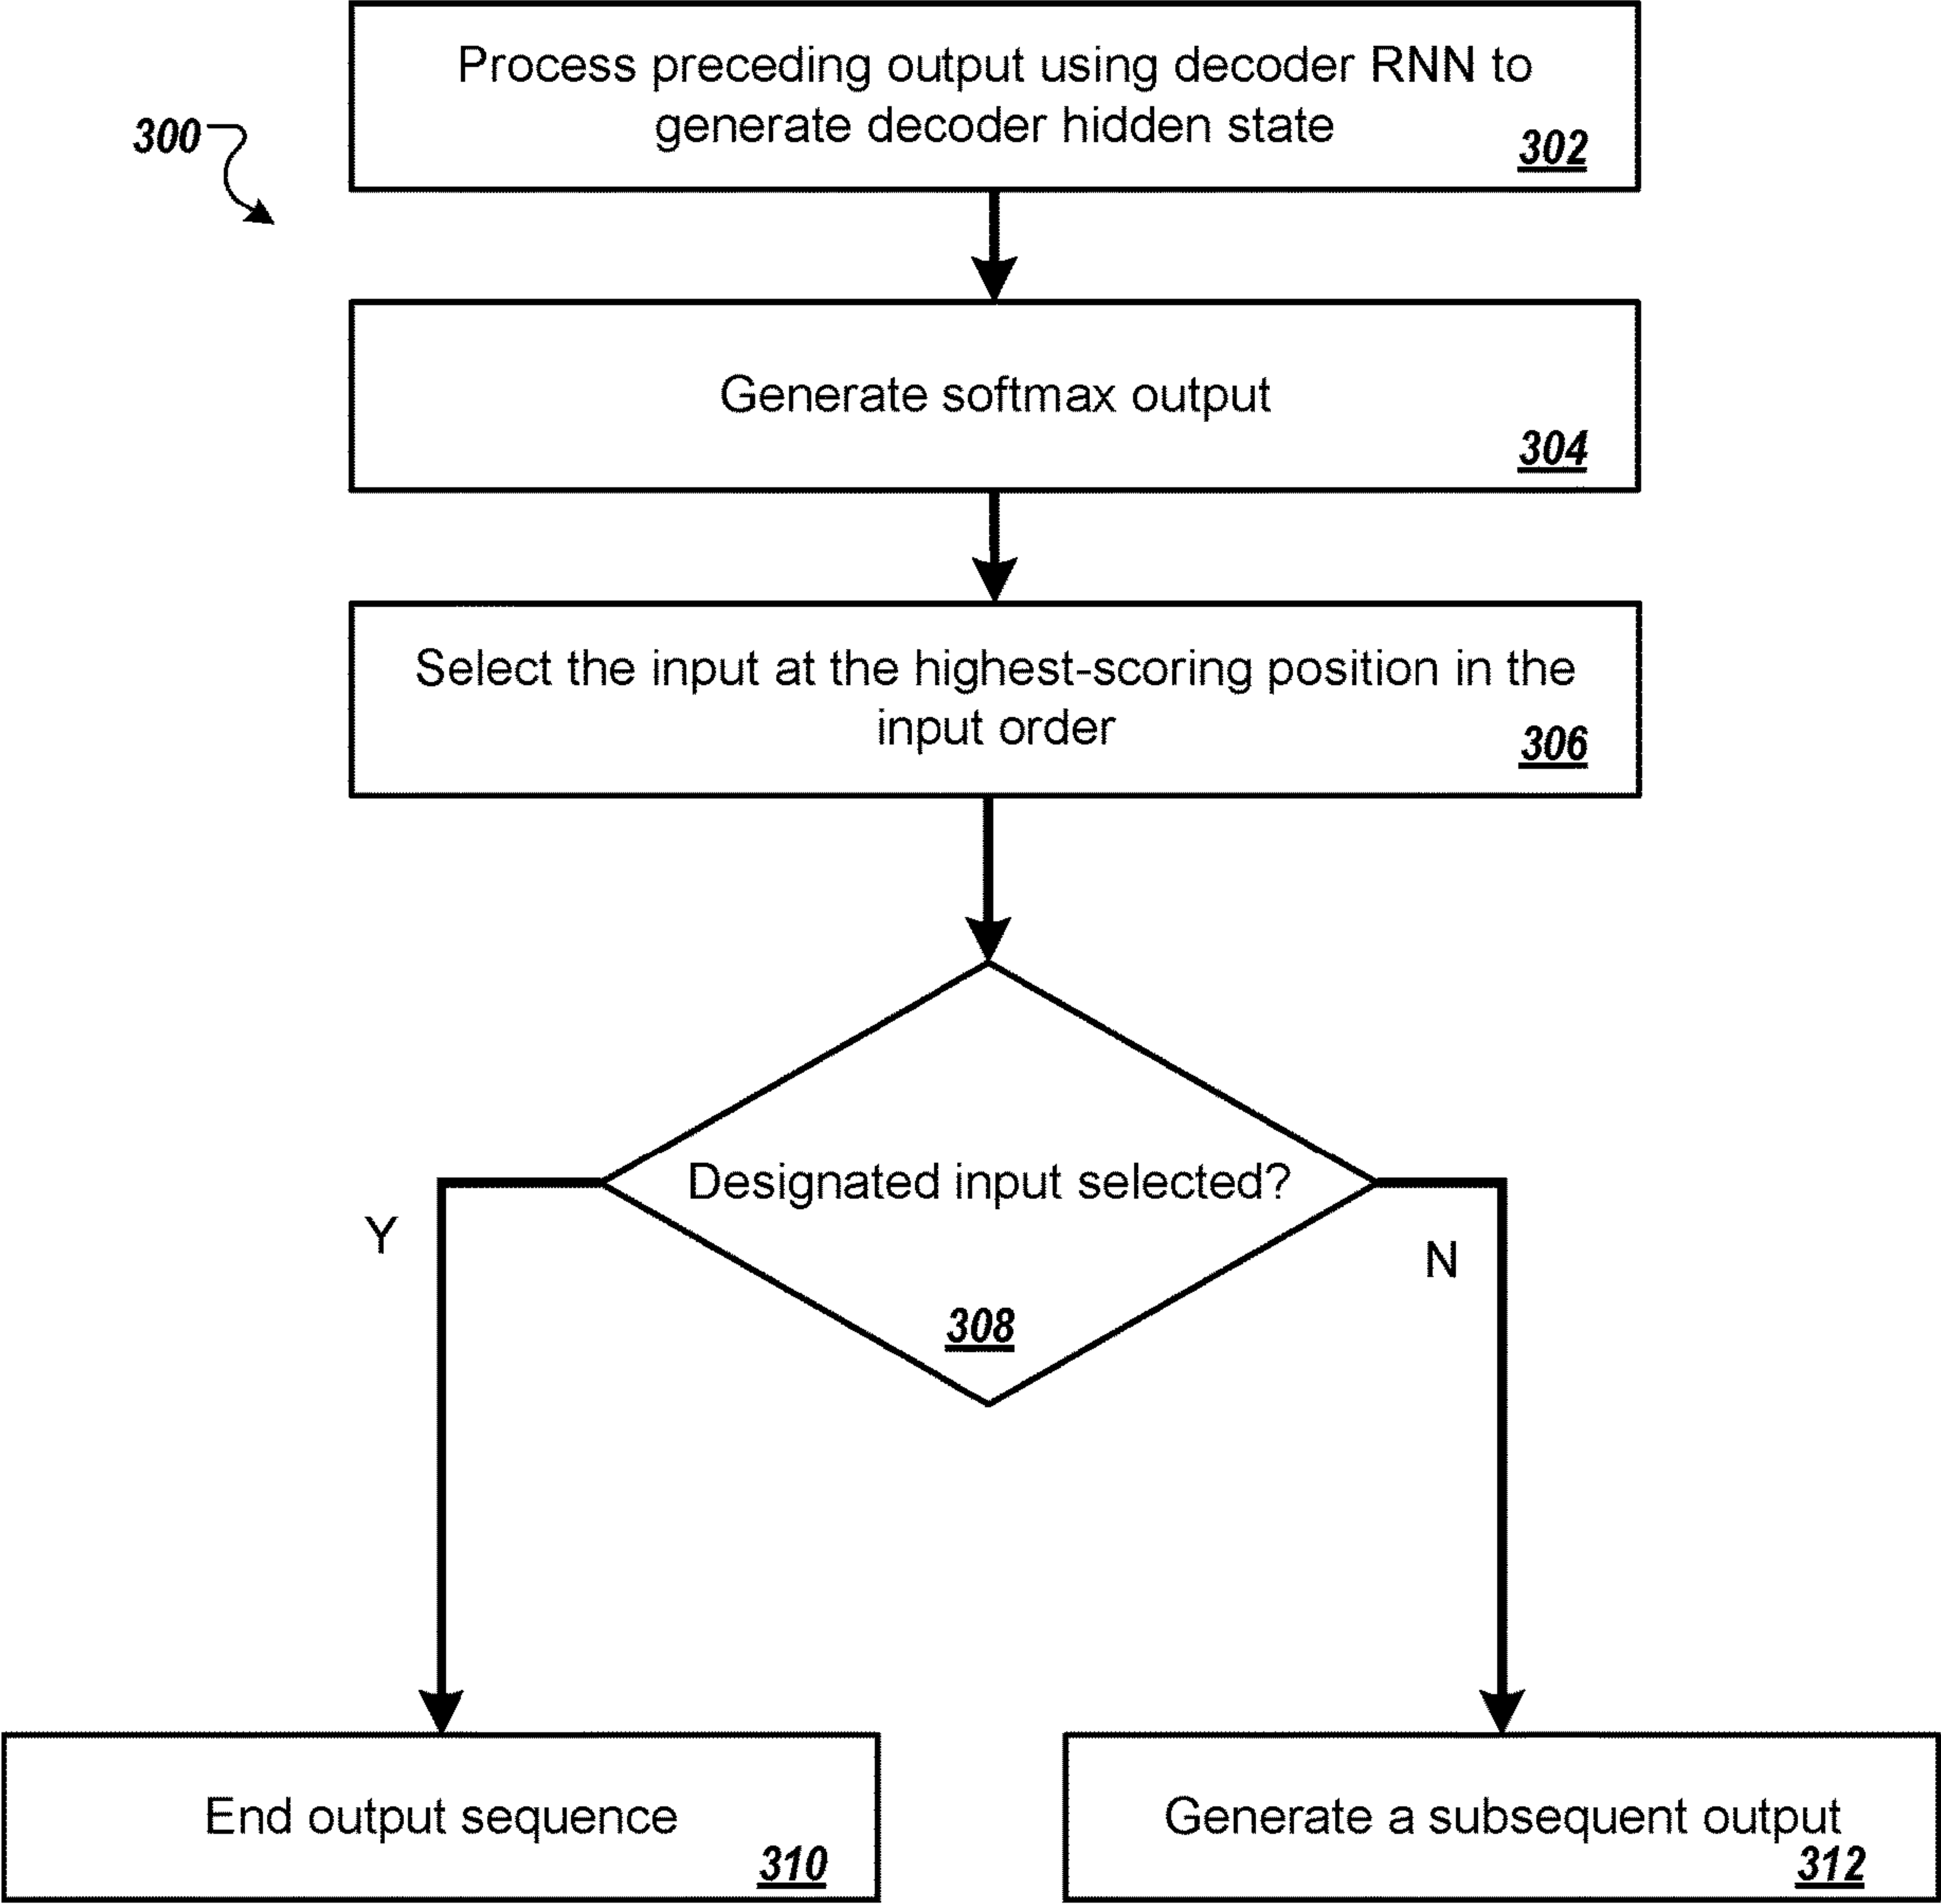 Process preceding output using decoder RNN to
generate decoder hidden state
302
300
Generate softmax output
304
Select the input at the highest-scoring position in the
input order
306
Designated input selected?
Y
N
308
End output sequence
310
Generate a subsequent output
312